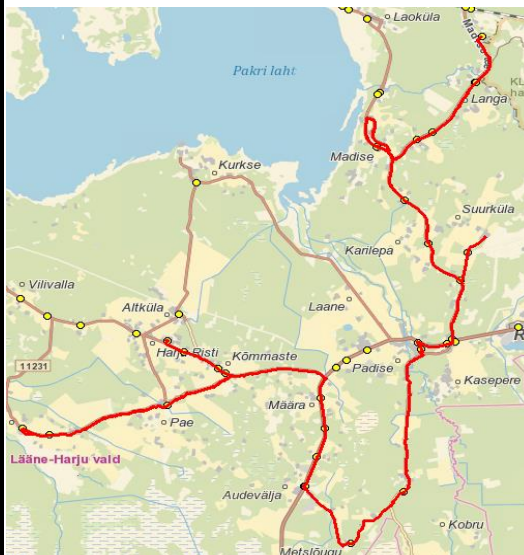 Laoküla
Pakri laht
Langa
Madise
Kurkse
Suurküla
Karilepa
Vilivalla
Altküla
Laane
Harju-Risti
Kõmmaste
11231
Padise
Kasepere
Määra
Pae
Lääne-Harju vald
Audevälja
Kobru
Metslõugu